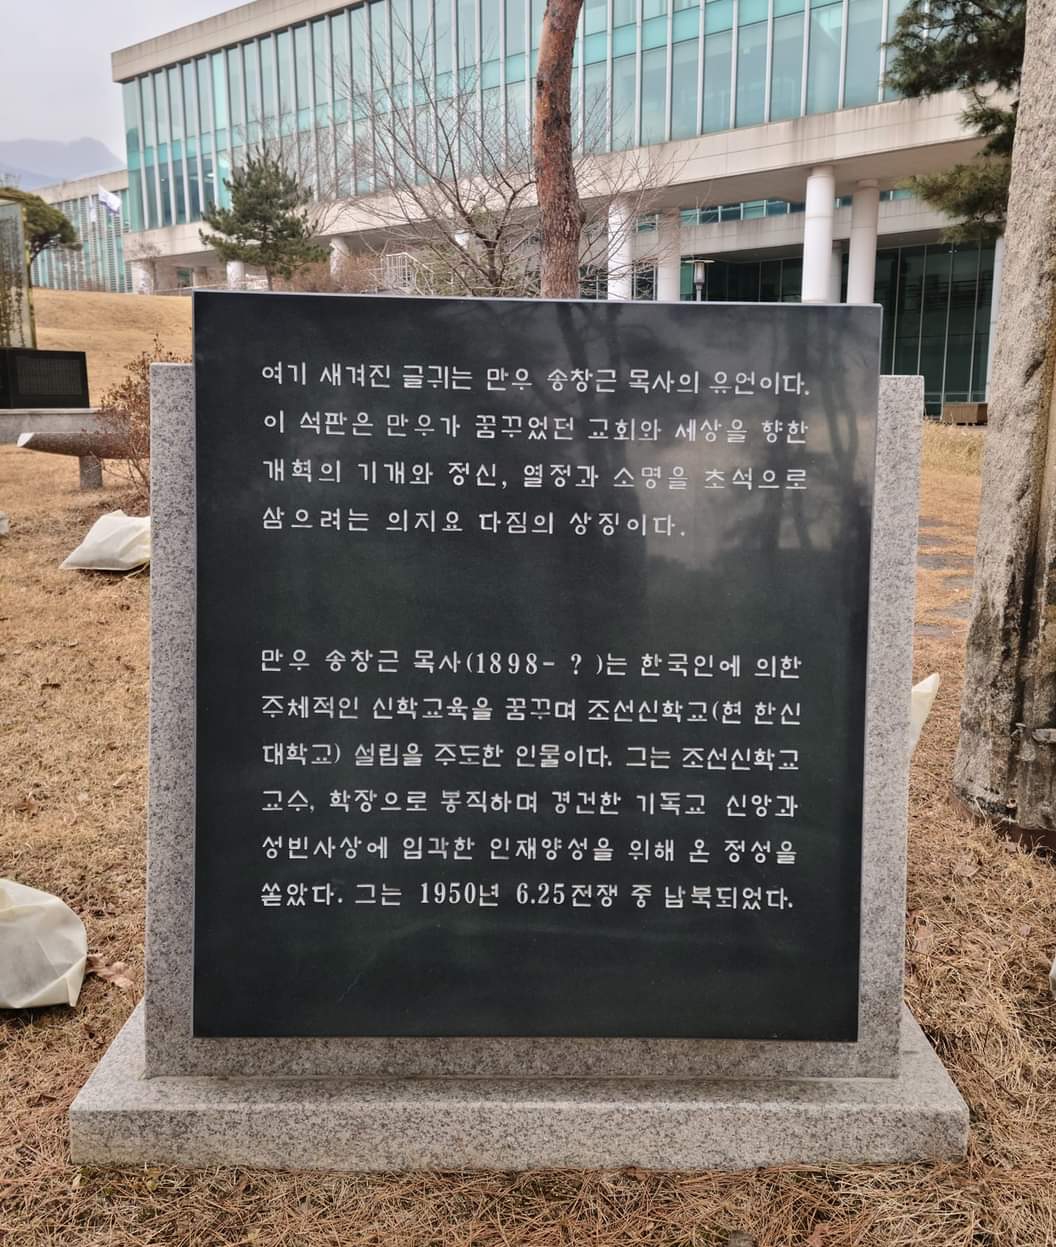 여기 새겨진 글귀는 만우 송창근 목사의 유언이다.
이 석판은 만우가 꿈꾸었던 교회와 세상을 향한
개혁의 기개와 정신, 열정과 소명을 초석으로
삼으려는 의지요 다짐의 상징이다.
만우 송창근 목사(1898- ? )는 한국인에 의한
주체적인 신학교육을 꿈꾸며 조선신학교(현 한신
대학교) 설립을 주도한 인물이다. 그는 조선신학교
교수, 학장으로 봉직하며 경건한 기독교 신앙과
성빈사상에 입각한 인재양성을 위해 온 정성을
쏟았다. 그는 1950년 6.25전쟁 중 납북되었다.